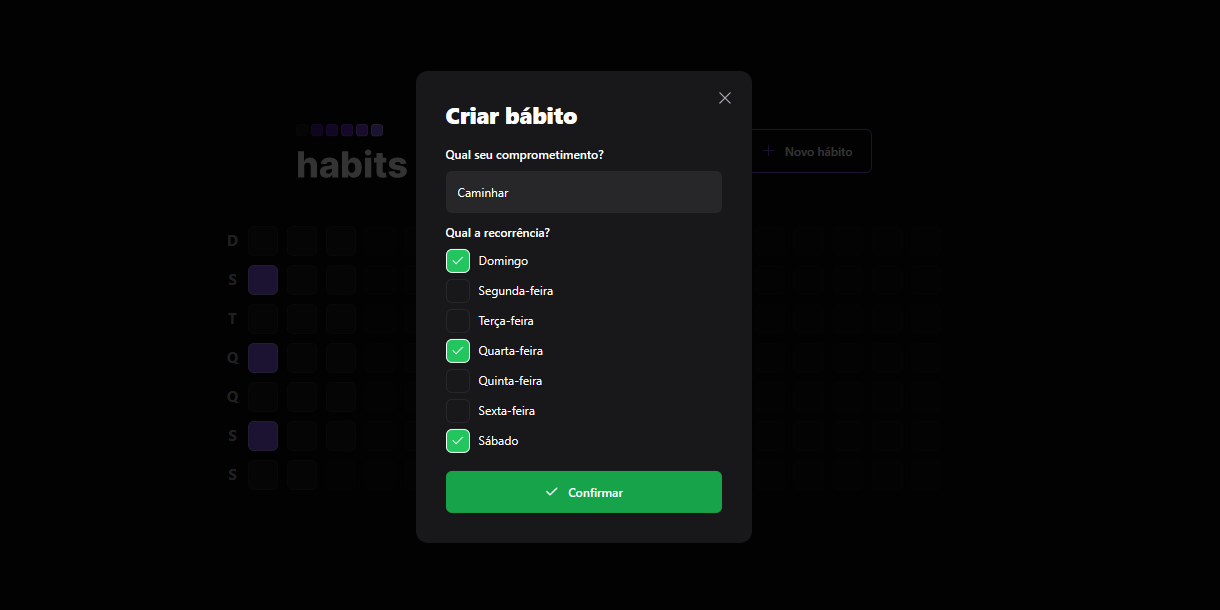 Criar bábito
Qual seu comprometimento?
habits
Novo hábito
Caminhar
Qual a recorrência?
D
Domingo
S
Segunda-feira
T
Terça-feira
Q
Quarta-feira
Q
Quinta-feira
S
Sexta-feira
S
Sábado
Confirmar